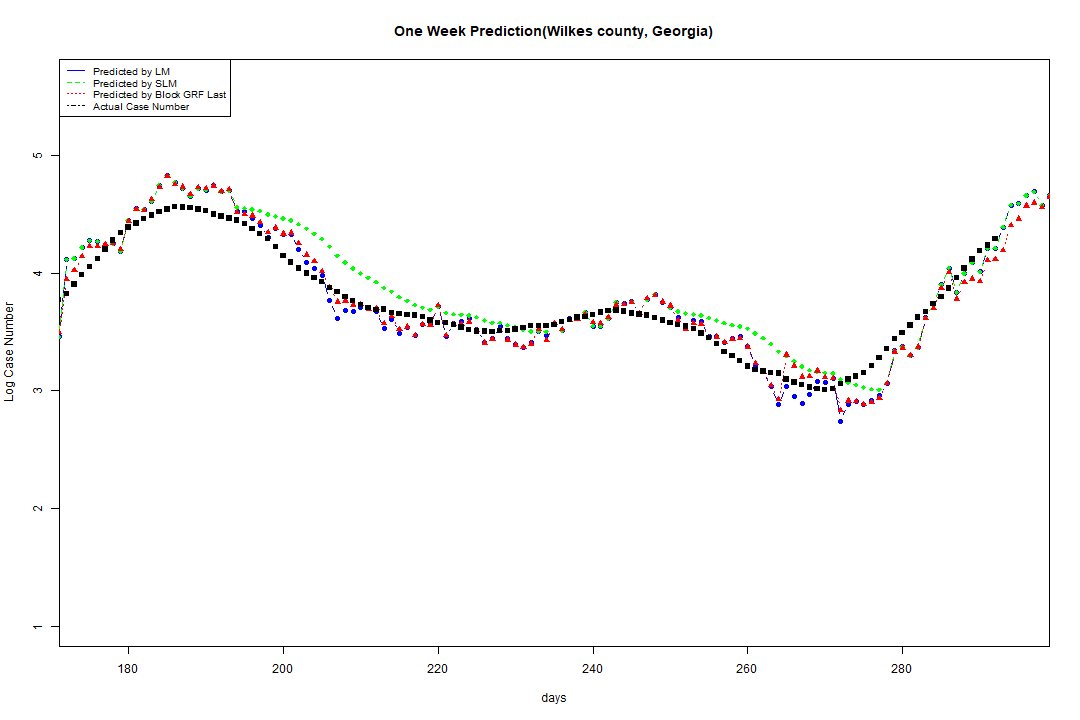 One Week Prediction(Wilkes county, Georgia)
Predicted by LM
Predicted by SLM
Predicted by Block GRF Last
Actual Case Number
5
4
3
2
1
Log Case Number
180 200 220 240 260 280
days